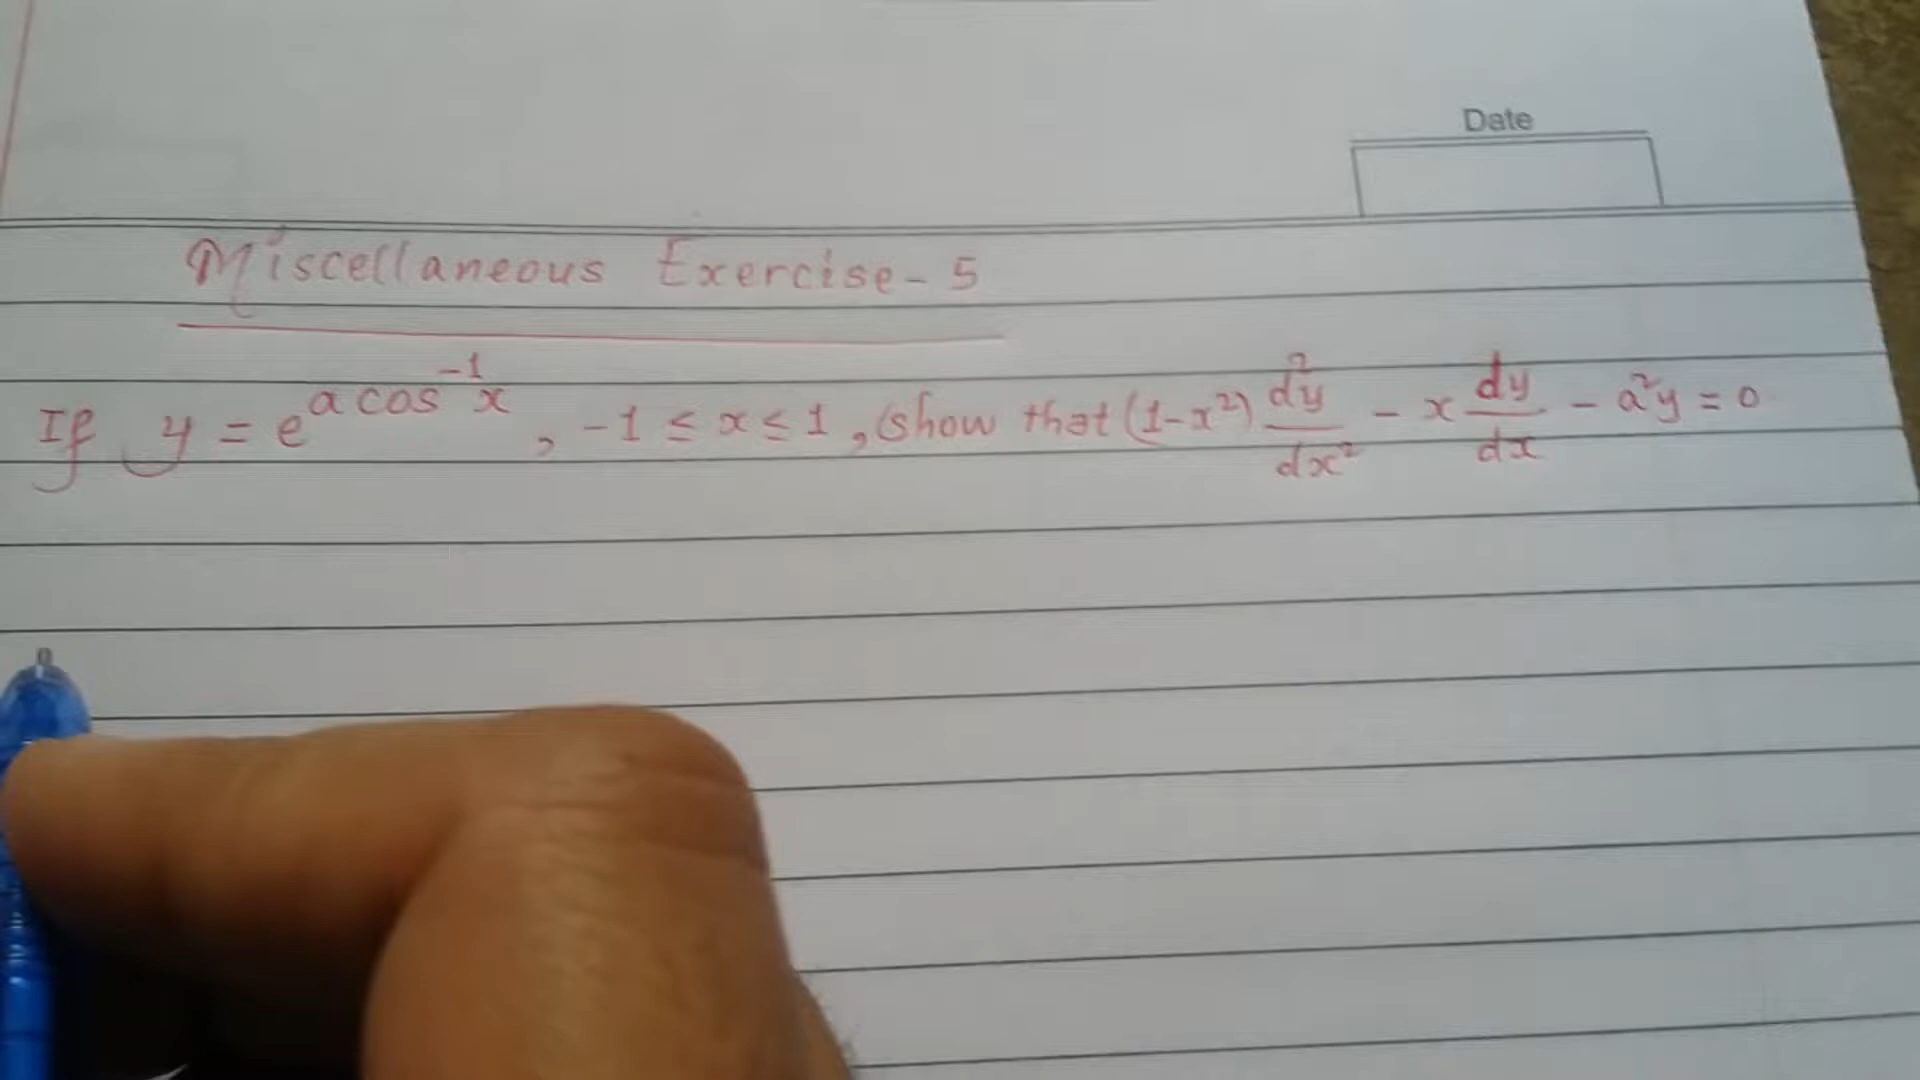 Date
Miscellaneous Exercise - 5
If y = e^{a cos^{-1} x}, -1 ≤ x ≤ 1, show that (1-x²) d²y/dx² - x dy/dx - a²y = 0